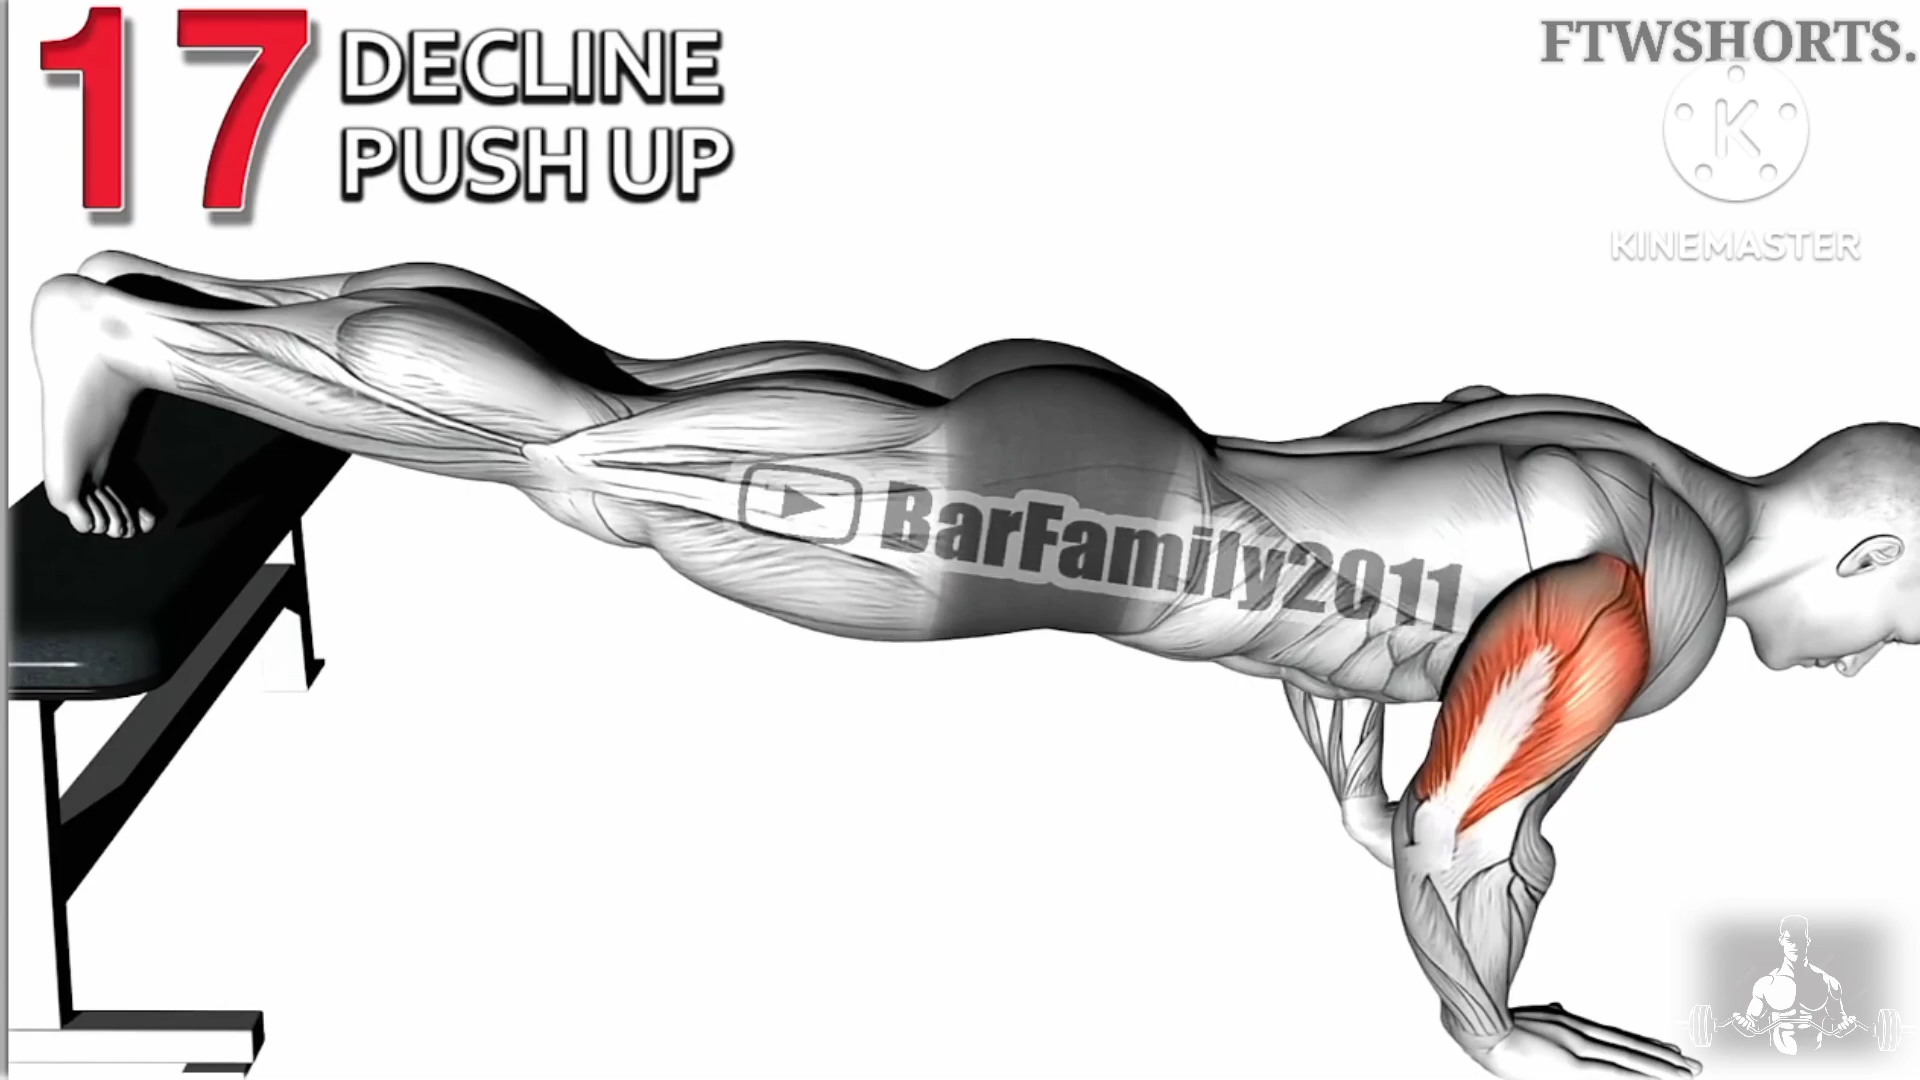 17 DECLINE
PUSH UP
FTWSHORTS.
K
KINEMASTER
BarFamily2011